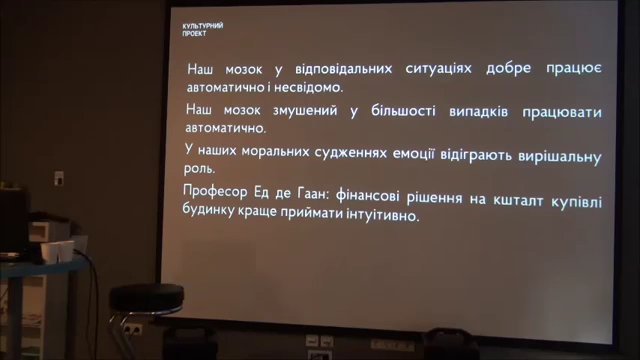 КУЛЬТУРНИЙ
ПРОЕКТ
Наш мозок у відповідальних ситуаціях добре працює
автоматично і несвідомо.
Наш мозок змушений у більшості випадків працювати
автоматично.
У наших моральних судженнях емоції відіграють вирішальну
роль.
Професор Ед де Гаан: фінансові рішення на кшталт купівлі
будинку краще приймати інтуітивно.